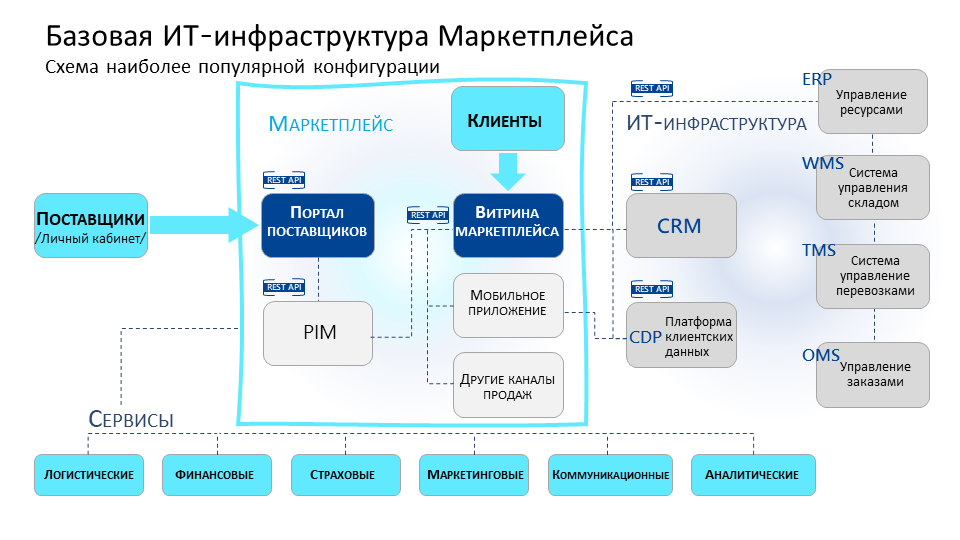 Базовая ИТ-инфраструктура Маркетплейса
Схема наиболее популярной конфигурации
Маркетплейс
Клиенты
REST API
ИТ-инфраструктура
ERP
Управление
ресурсами
REST API
Поставщики
/Личный кабинет/
Портал
поставщиков
REST API
Витрина
маркетплейса
REST API
CRM
WMS
Система
управления
складом
REST API
PIM
Мобильное
приложение
REST API
CDP
Платформа
клиентских
данных
TMS
Система
управление
перевозками
Другие каналы
продаж
OMS
Управление
заказами
Сервисы
Логистические
Финансовые
Страховые
Маркетинговые
Коммуникационные
Аналитические